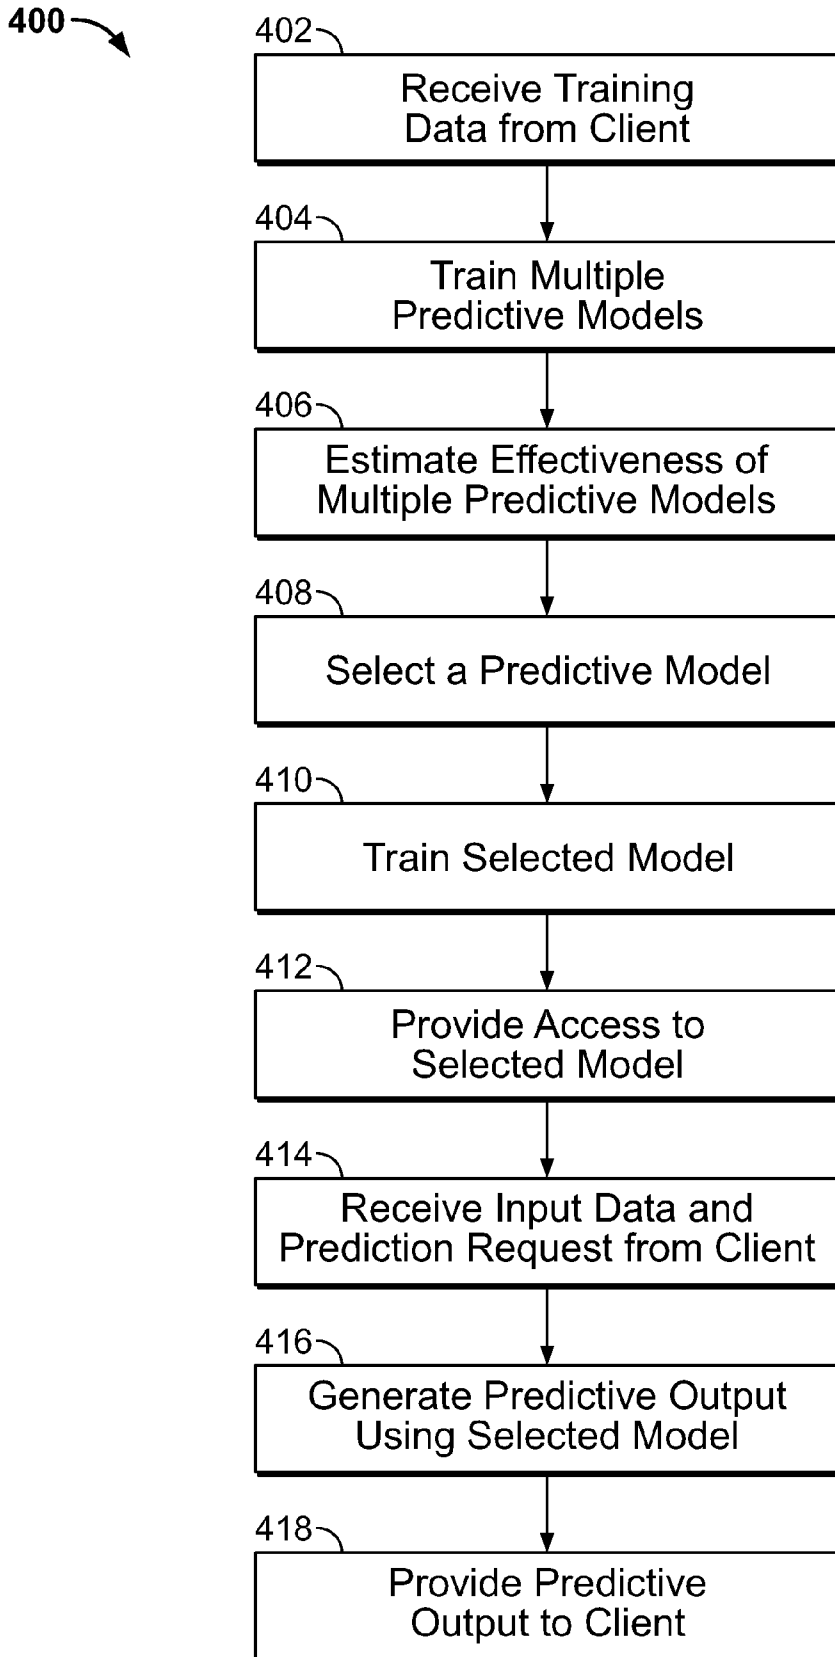 400
402
Receive Training
Data from Client
404
Train Multiple
Predictive Models
406
Estimate Effectiveness of
Multiple Predictive Models
408
Select a Predictive Model
410
Train Selected Model
412
Provide Access to
Selected Model
414
Receive Input Data and
Prediction Request from Client
416
Generate Predictive Output
Using Selected Model
418
Provide Predictive
Output to Client